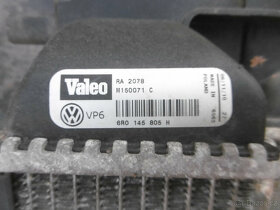 Valeo
RA 2078
M150071 C
VP6
6R0 145 805 H
MADE IN
POLAND